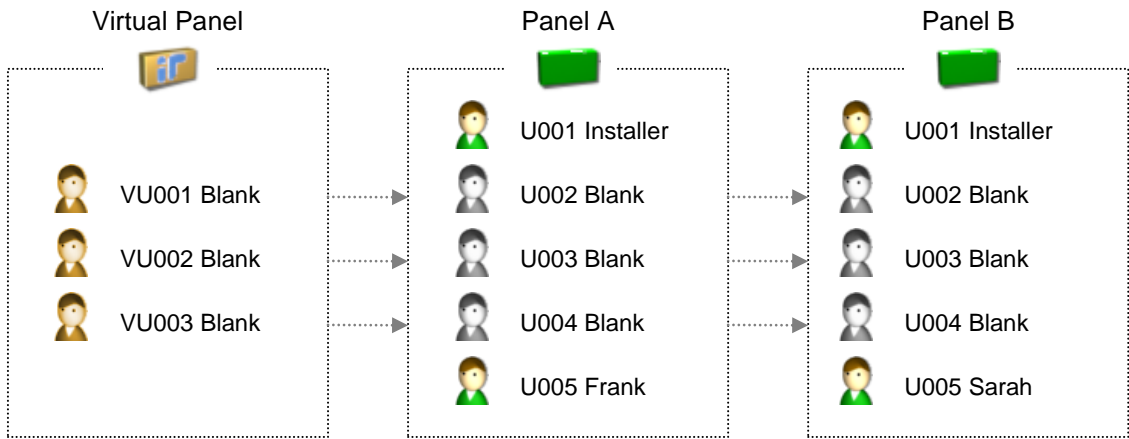 Virtual Panel
Panel A
Panel B
ir
U001 Installer
U001 Installer
VU001 Blank
U002 Blank
U002 Blank
VU002 Blank
U003 Blank
U003 Blank
VU003 Blank
U004 Blank
U004 Blank
U005 Frank
U005 Sarah